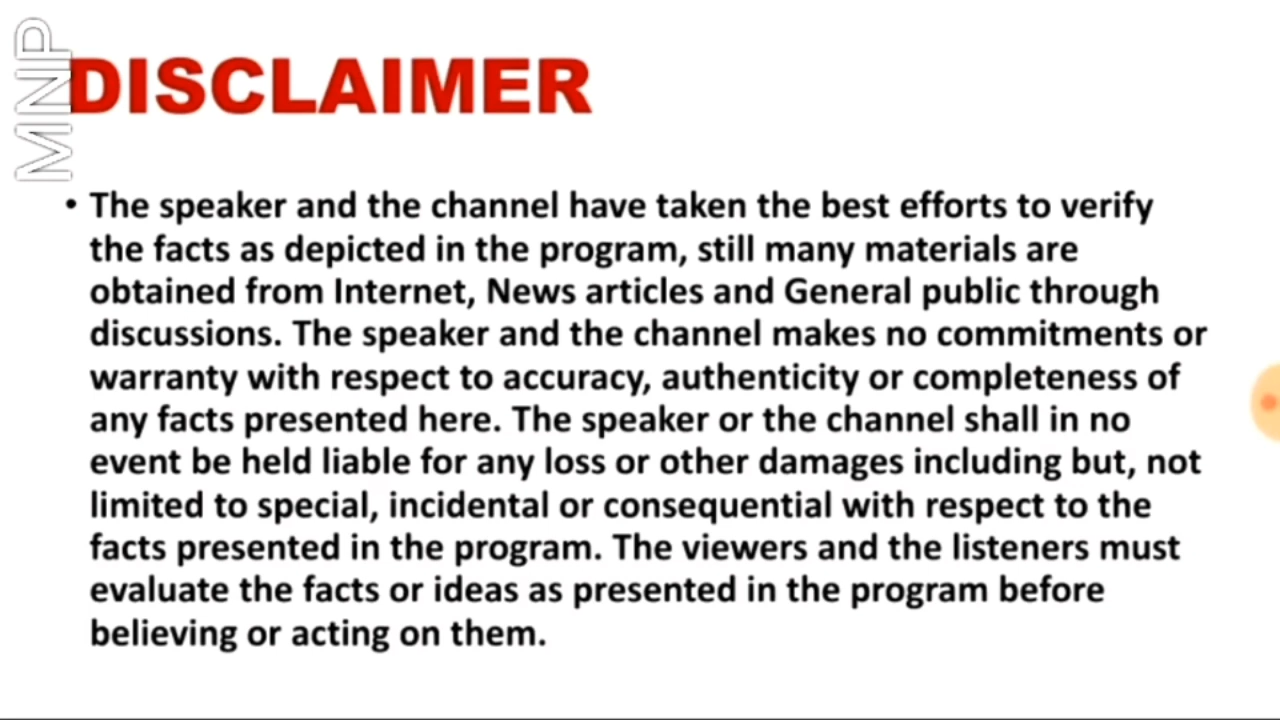 MNP
DISCLAIMER
• The speaker and the channel have taken the best efforts to verify
the facts as depicted in the program, still many materials are
obtained from Internet, News articles and General public through
discussions. The speaker and the channel makes no commitments or
warranty with respect to accuracy, authenticity or completeness of
any facts presented here. The speaker or the channel shall in no
event be held liable for any loss or other damages including but, not
limited to special, incidental or consequential with respect to the
facts presented in the program. The viewers and the listeners must
evaluate the facts or ideas as presented in the program before
believing or acting on them.